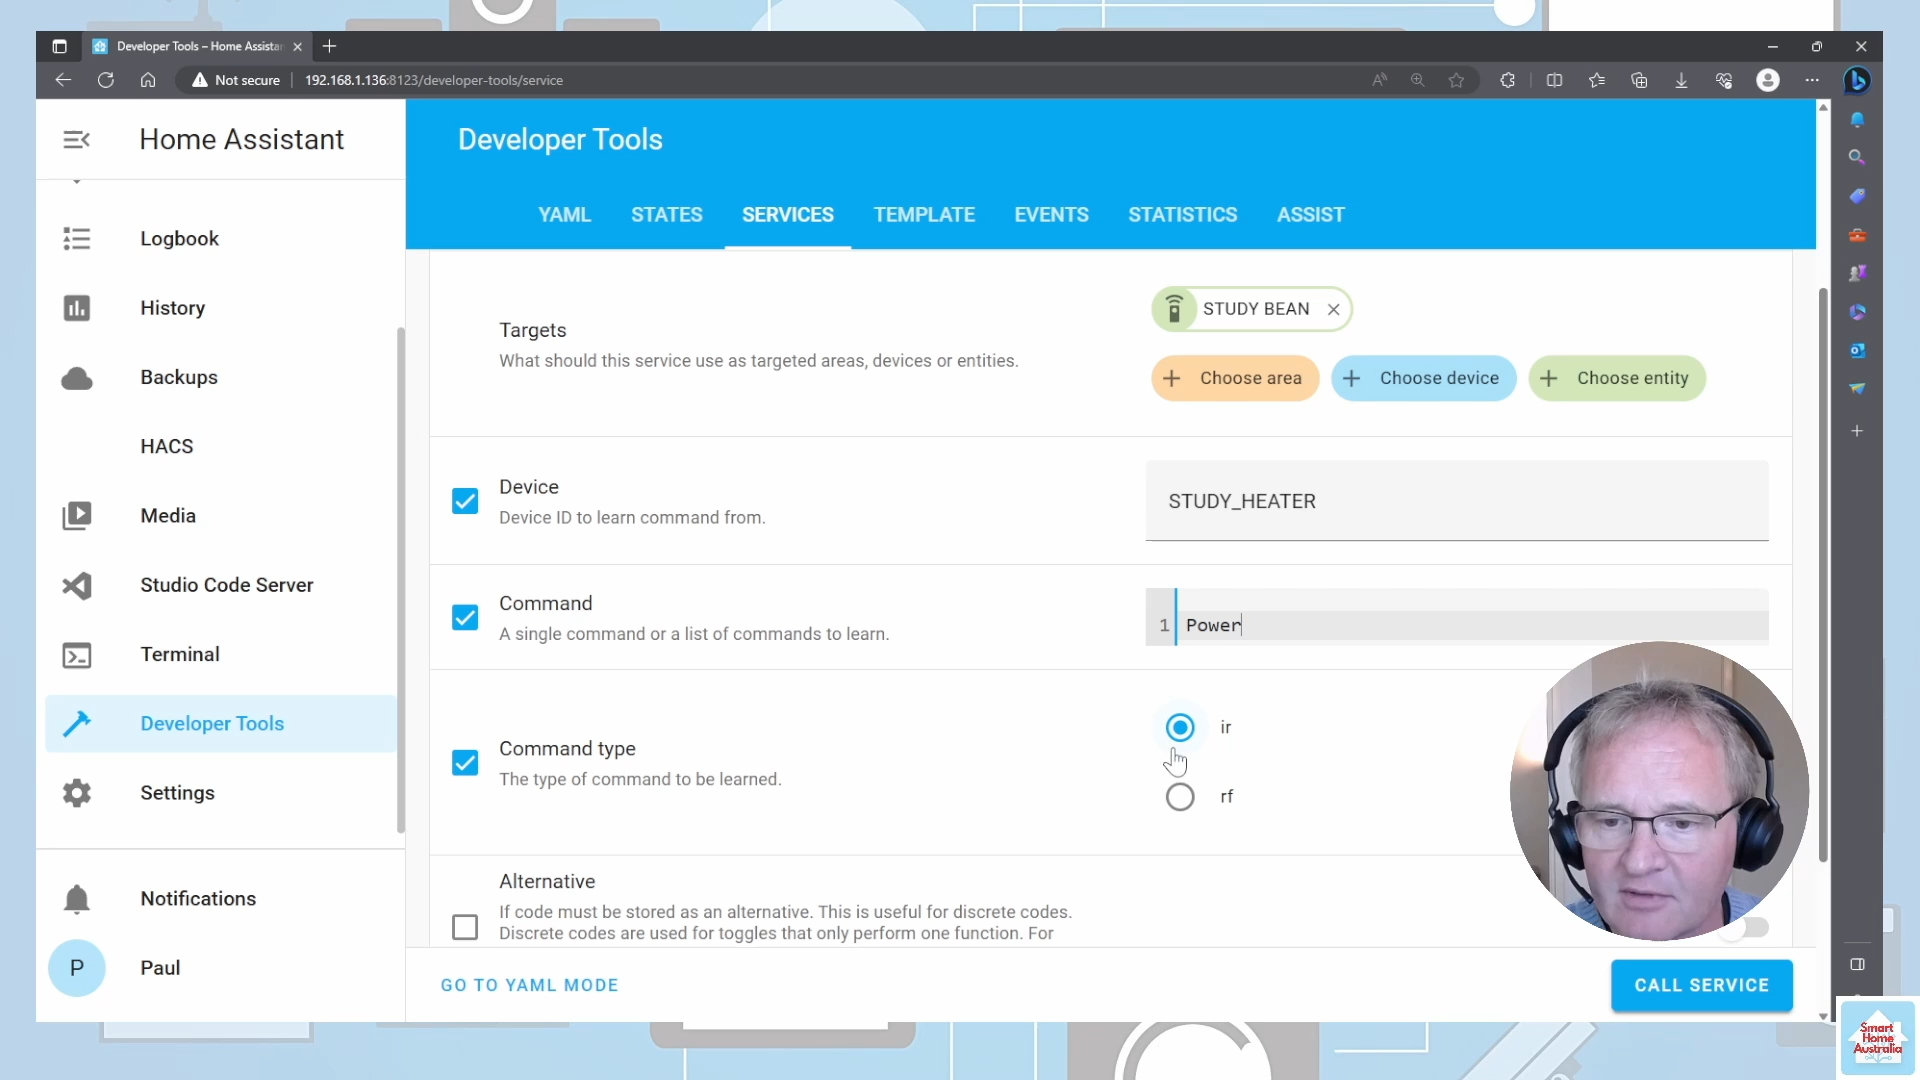 Developer Tools – Home Assista
Not secure
192.168.1.136:8123/developer-tools/service
Home Assistant
Developer Tools
YAML
STATES
SERVICES
TEMPLATE
EVENTS
STATISTICS
ASSIST
Logbook
History
Backups
HACS
Media
Studio Code Server
Terminal
Developer Tools
Settings
Notifications
P
Paul
Targets
What should this service use as targeted areas, devices or entities.
STUDY BEAN
Choose area
Choose device
Choose entity
Device
Device ID to learn command from.
STUDY_HEATER
Command
A single command or a list of commands to learn.
1 Power
Command type
The type of command to be learned.
ir
rf
Alternative
If code must be stored as an alternative. This is useful for discrete codes.
Discrete codes are used for toggles that only perform one function. For
GO TO YAML MODE
CALL SERVICE
Smart
Home
Australia